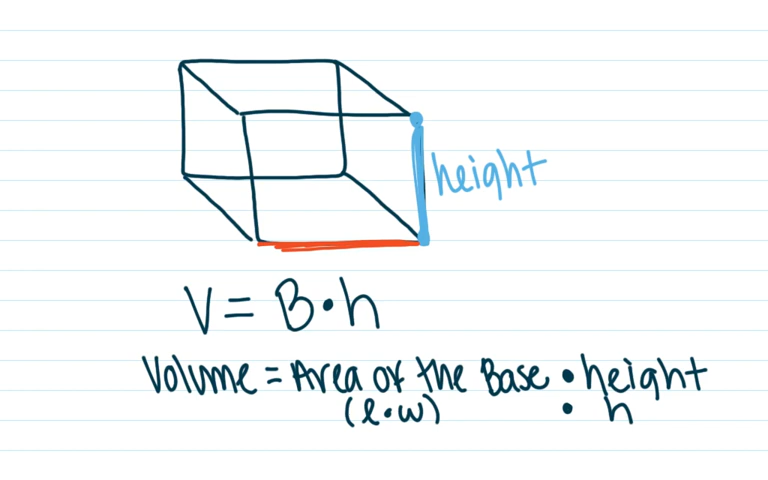 height
V = B • h
Volume = Area of the Base • height
(l • w) • h